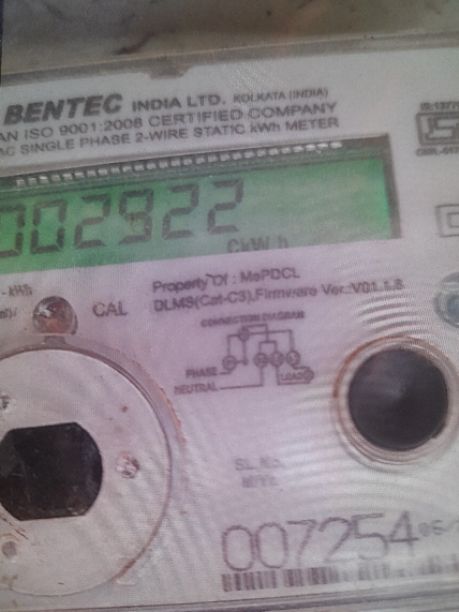 BENTEC INDIA LTD. KOLKATA (INDIA)
AN ISO 9001:2008 CERTIFIED COMPANY
AC SINGLE PHASE 2-WIRE STATIC kWh METER
002922
CkWh
Property Of : MePDCL
CAL
DLMS(Cat-C3),Firmware Ver.:V01.1.8
CONNECTION DIAGRAM
PHASE
NEUTRAL
LOAD
SL. No.
007254